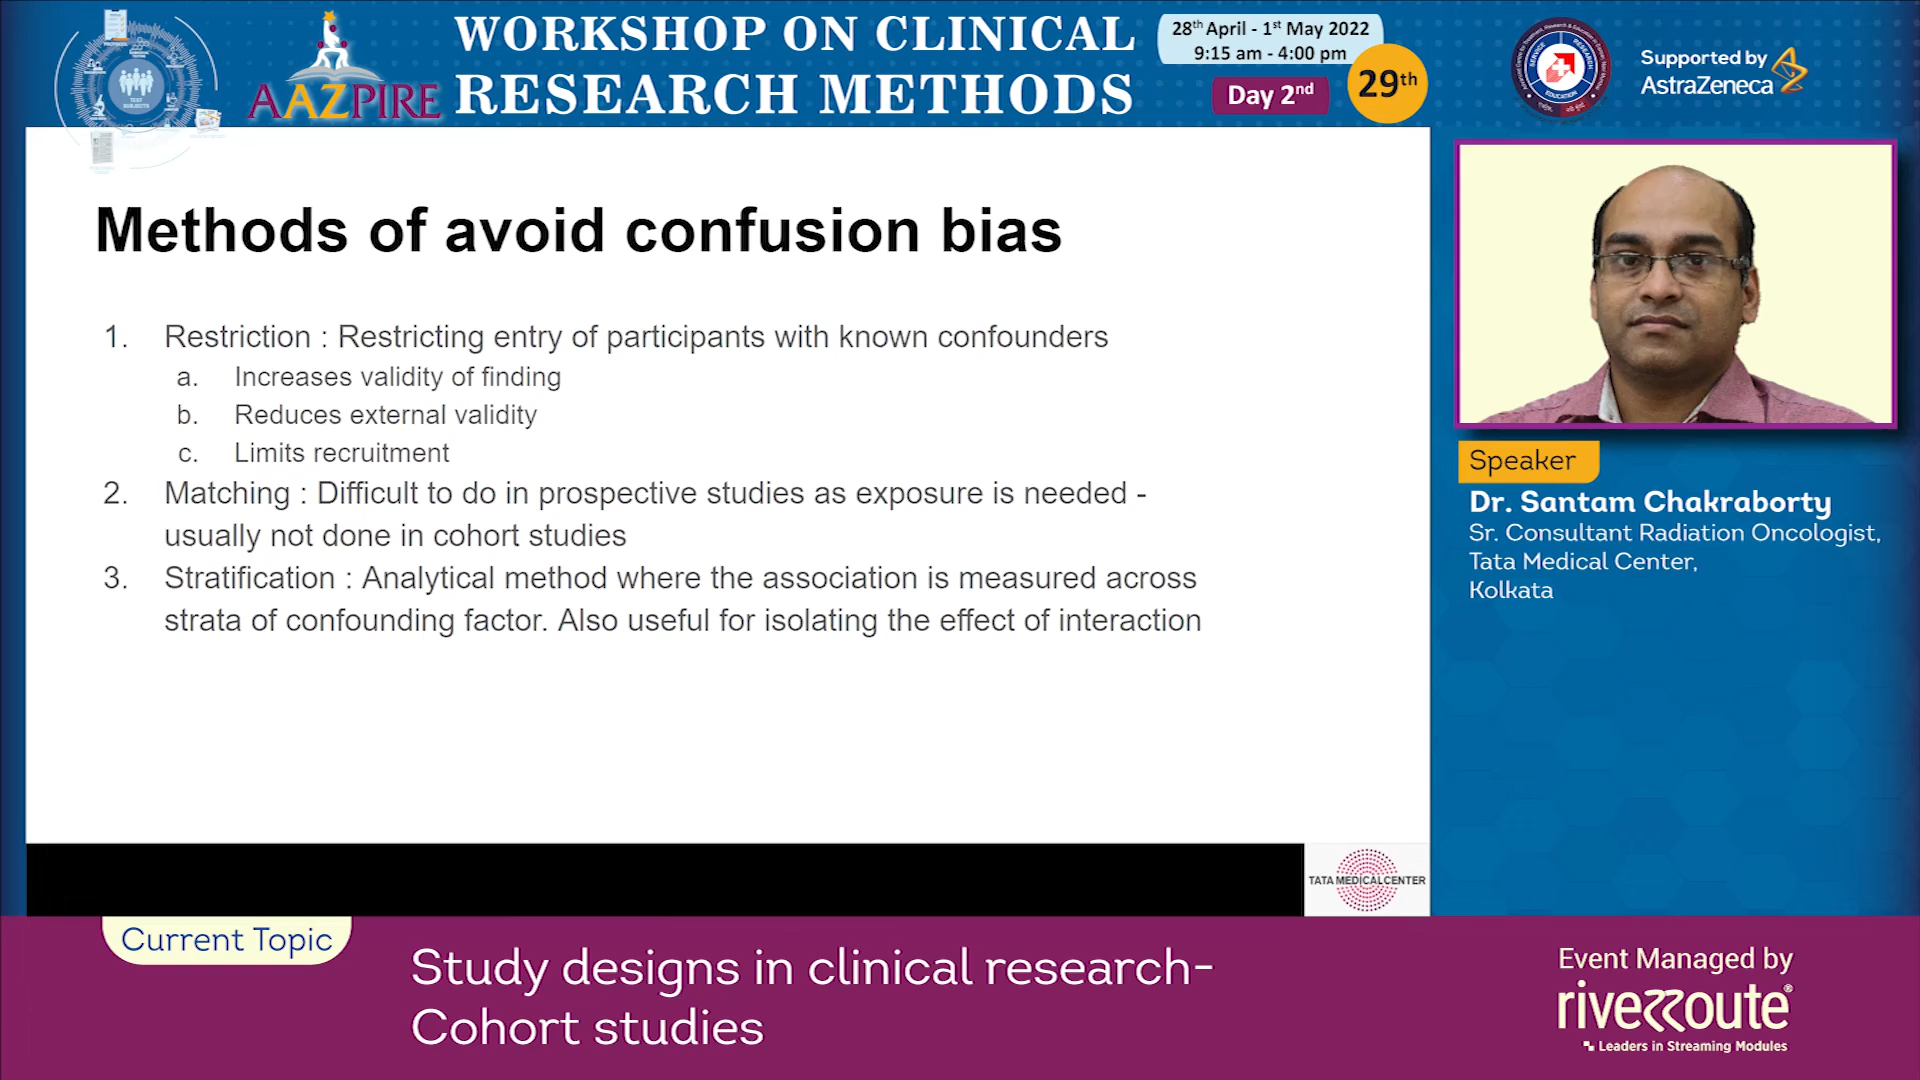 AAZPIRE
WORKSHOP ON CLINICAL
RESEARCH METHODS
28th April - 1st May 2022
9:15 am - 4:00 pm
Day 2nd
29th
Supported by
AstraZeneca
TEST
SUBJECTS
SERVICE
RESEARCH
EDUCATION
Methods of avoid confusion bias
1. Restriction : Restricting entry of participants with known confounders
a. Increases validity of finding
b. Reduces external validity
c. Limits recruitment
2. Matching : Difficult to do in prospective studies as exposure is needed -
usually not done in cohort studies
3. Stratification : Analytical method where the association is measured across
strata of confounding factor. Also useful for isolating the effect of interaction
TATA MEDICAL CENTER
Speaker
Dr. Santam Chakraborty
Sr. Consultant Radiation Oncologist,
Tata Medical Center,
Kolkata
Current Topic
Study designs in clinical research-
Cohort studies
Event Managed by
riveRRoute®
Leaders in Streaming Modules